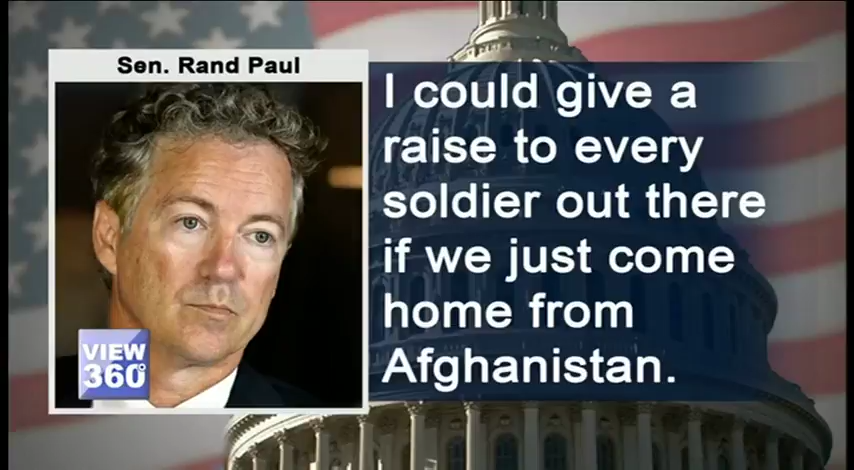 Sen. Rand Paul
I could give a
raise to every
soldier out there
if we just come
home from
Afghanistan.
VIEW
360°